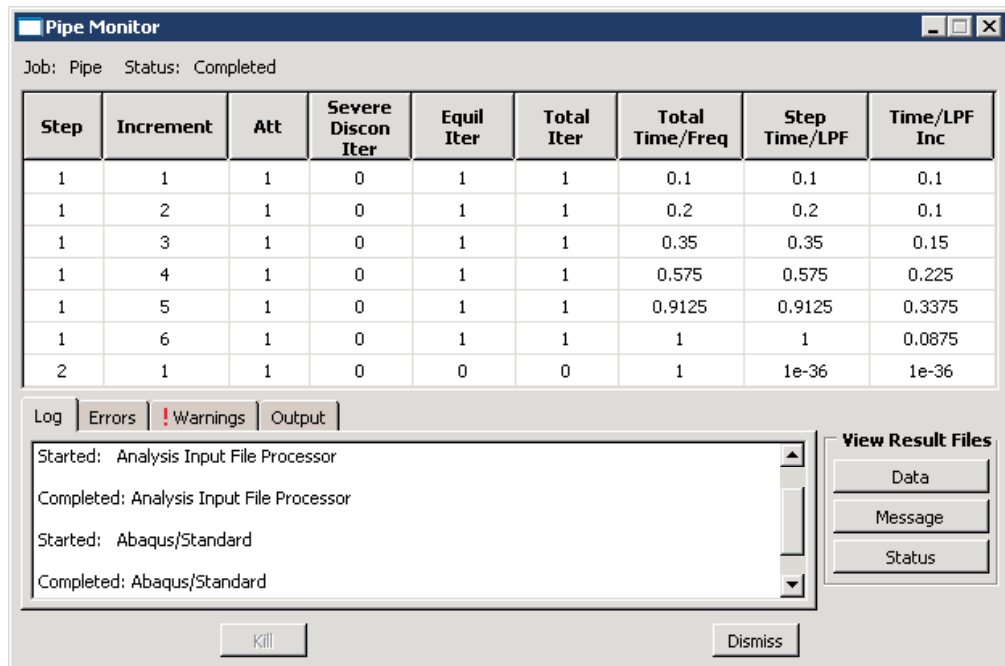 Pipe Monitor
Job: Pipe Status: Completed
Step Increment Att Severe Discon Iter Equil Iter Total Iter Total Time/Freq Step Time/LPF Time/LPF Inc
1 1 1 0 1 1 0.1 0.1 0.1
1 2 1 0 1 1 0.2 0.2 0.1
1 3 1 0 1 1 0.35 0.35 0.15
1 4 1 0 1 1 0.575 0.575 0.225
1 5 1 0 1 1 0.9125 0.9125 0.3375
1 6 1 0 1 1 1 1 0.0875
2 1 1 0 0 0 1 1e-36 1e-36
Log Errors ! Warnings Output
Started: Analysis Input File Processor
Completed: Analysis Input File Processor
Started: Abaqus/Standard
Completed: Abaqus/Standard
View Result Files
Data
Message
Status
Kill Dismiss